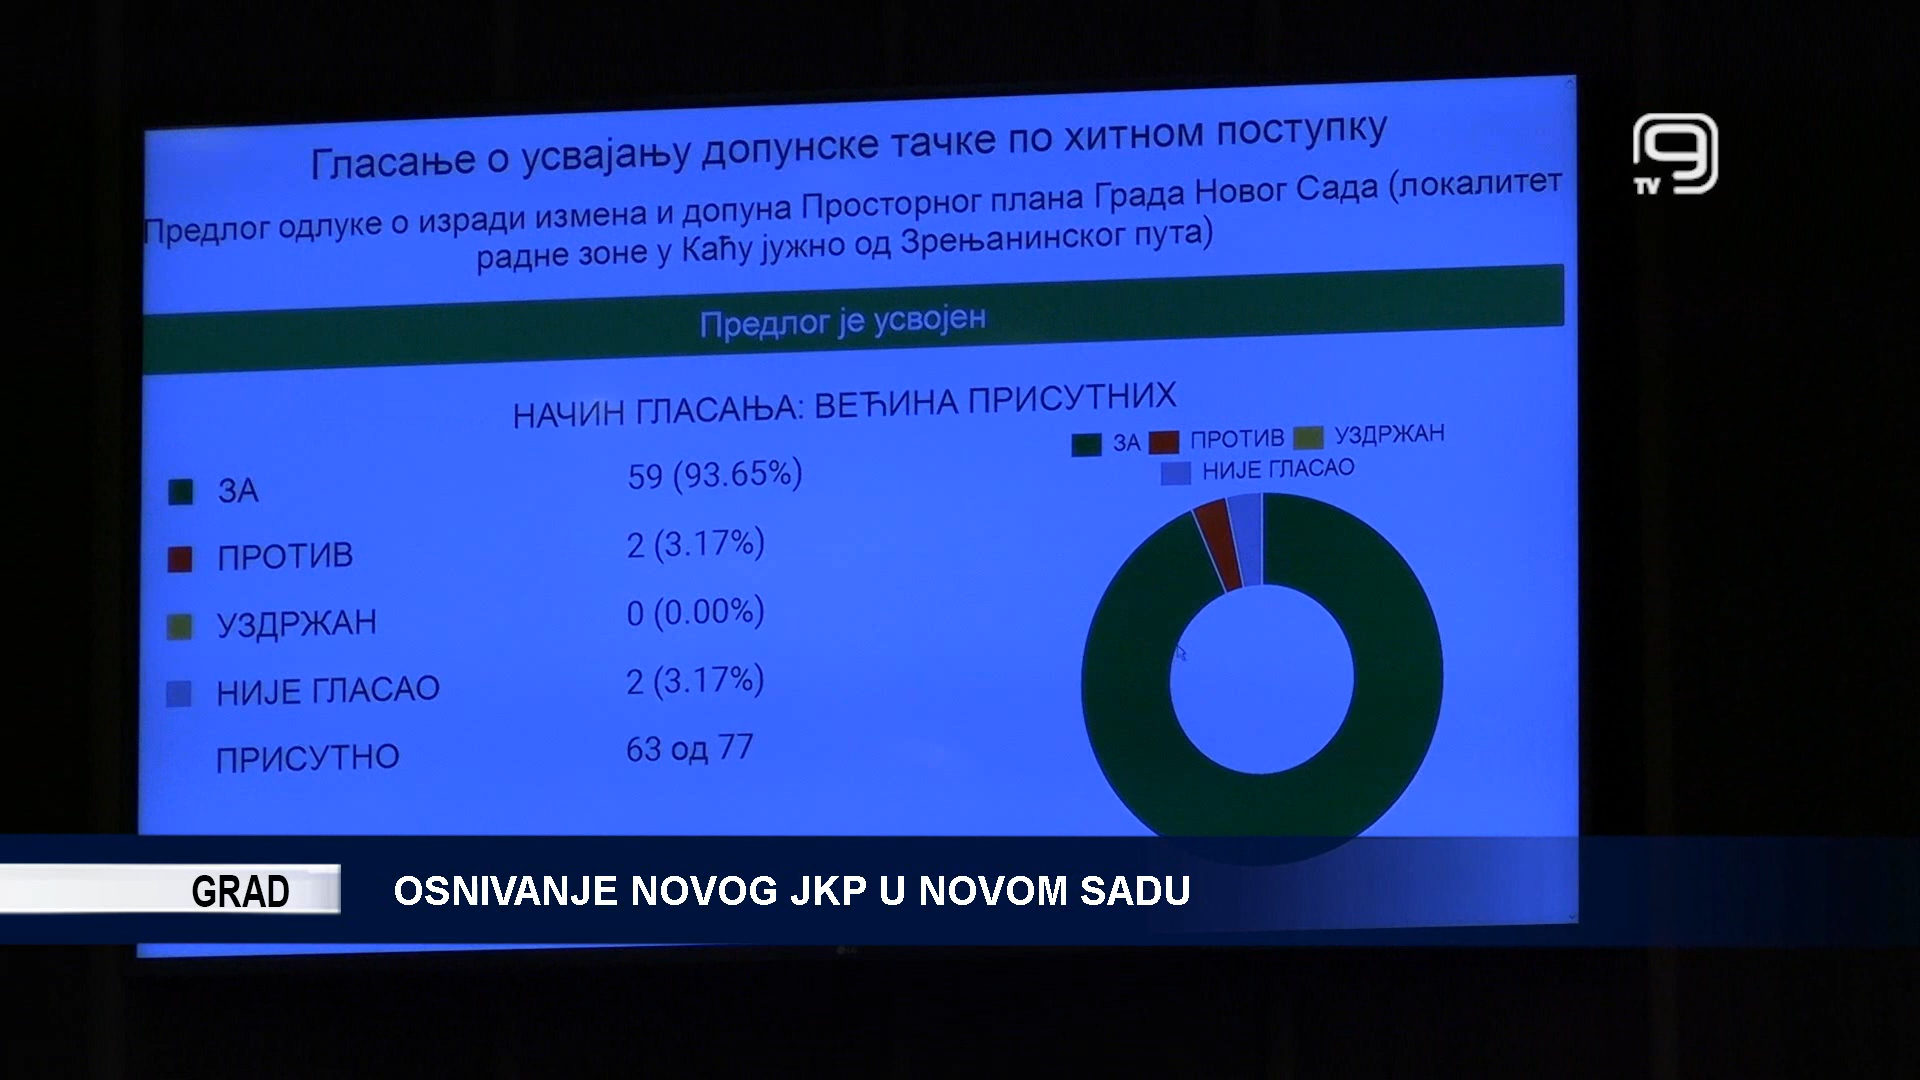 Гласање о усвајању допунске тачке по хитном поступку
Предлог одлуке о изради измена и допуна Просторног плана Града Новог Сада (локалитет
радне зоне у Каћу јужно од Зрењанинског пута)
Предлог је усвојен
НАЧИН ГЛАСАЊА: ВЕЋИНА ПРИСУТНИХ
ЗА 59 (93.65%)
ПРОТИВ 2 (3.17%)
УЗДРЖАН 0 (0.00%)
НИЈЕ ГЛАСАО 2 (3.17%)
ПРИСУТНО 63 од 77
ЗА ПРОТИВ УЗДРЖАН
НИЈЕ ГЛАСАО
9
TV
GRAD
OSNIVANJE NOVOG JKP U NOVOM SADU